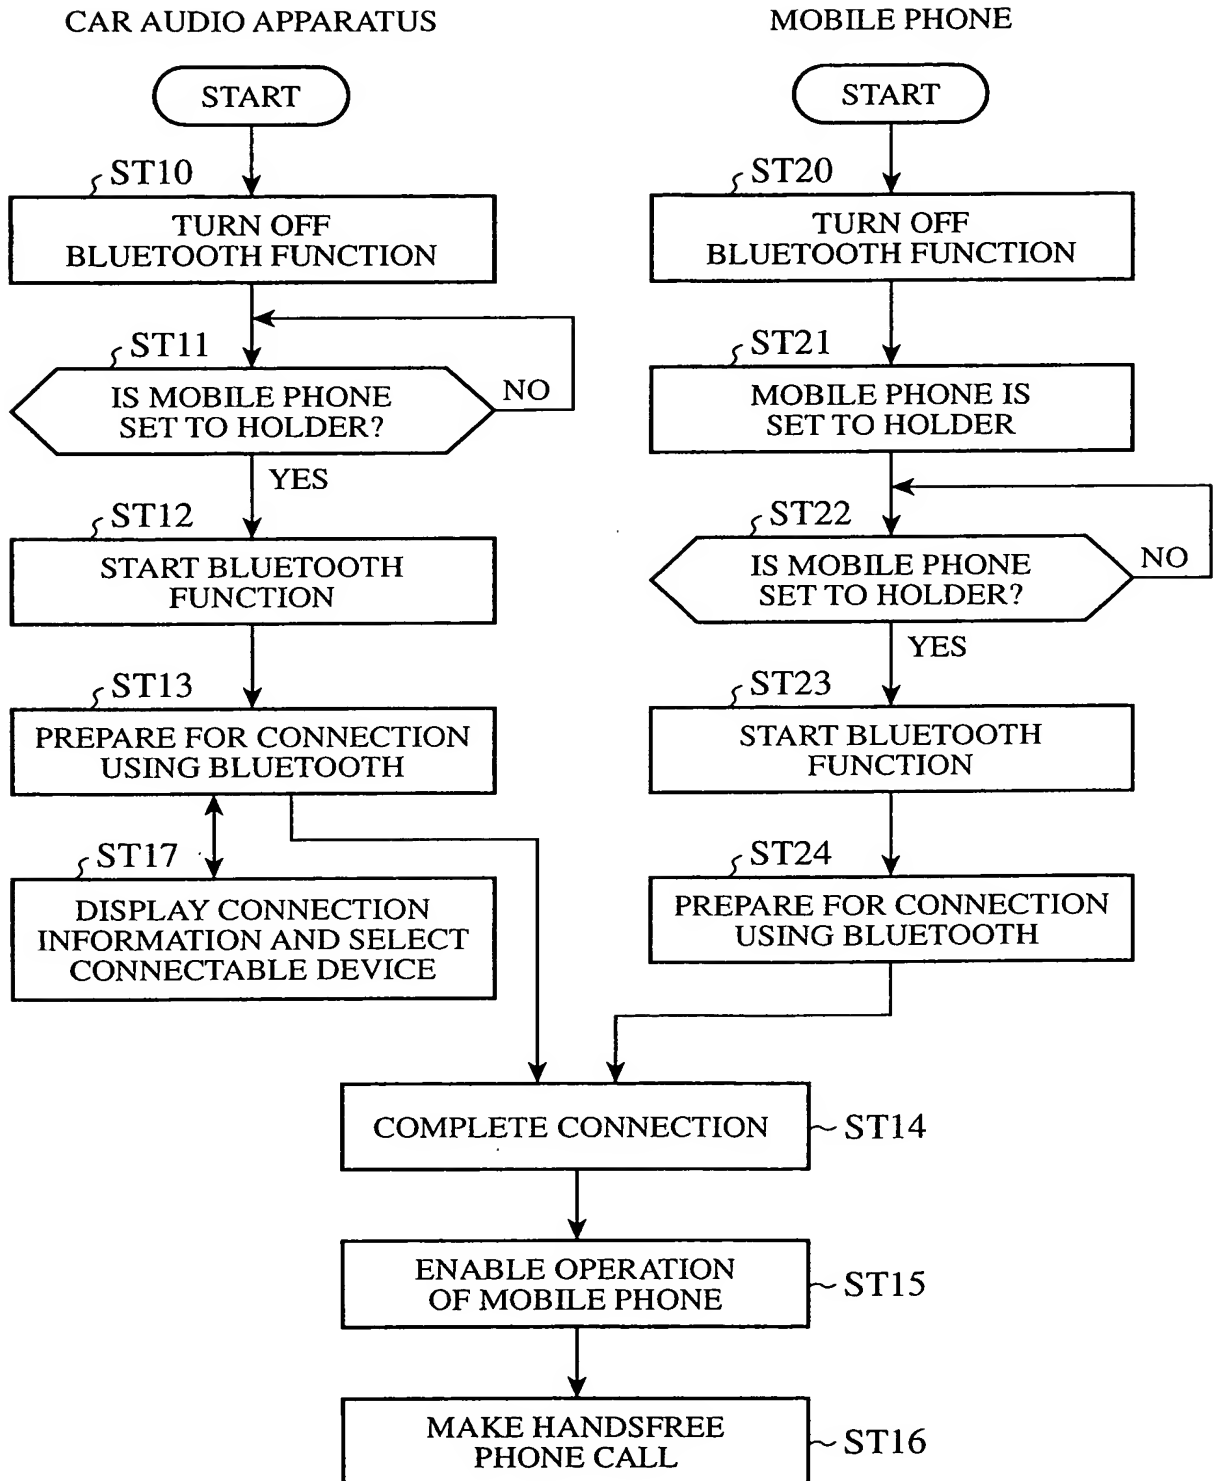 CAR AUDIO APPARATUS
START
ST10
TURN OFF
BLUETOOTH FUNCTION
ST11
IS MOBILE PHONE
SET TO HOLDER?
NO
YES
ST12
START BLUETOOTH
FUNCTION
ST13
PREPARE FOR CONNECTION
USING BLUETOOTH
ST17
DISPLAY CONNECTION
INFORMATION AND SELECT
CONNECTABLE DEVICE
MOBILE PHONE
START
ST20
TURN OFF
BLUETOOTH FUNCTION
ST21
MOBILE PHONE IS
SET TO HOLDER
ST22
IS MOBILE PHONE
SET TO HOLDER?
NO
YES
ST23
START BLUETOOTH
FUNCTION
ST24
PREPARE FOR CONNECTION
USING BLUETOOTH
COMPLETE CONNECTION
ST14
ENABLE OPERATION
OF MOBILE PHONE
ST15
MAKE HANDSFREE
PHONE CALL
ST16